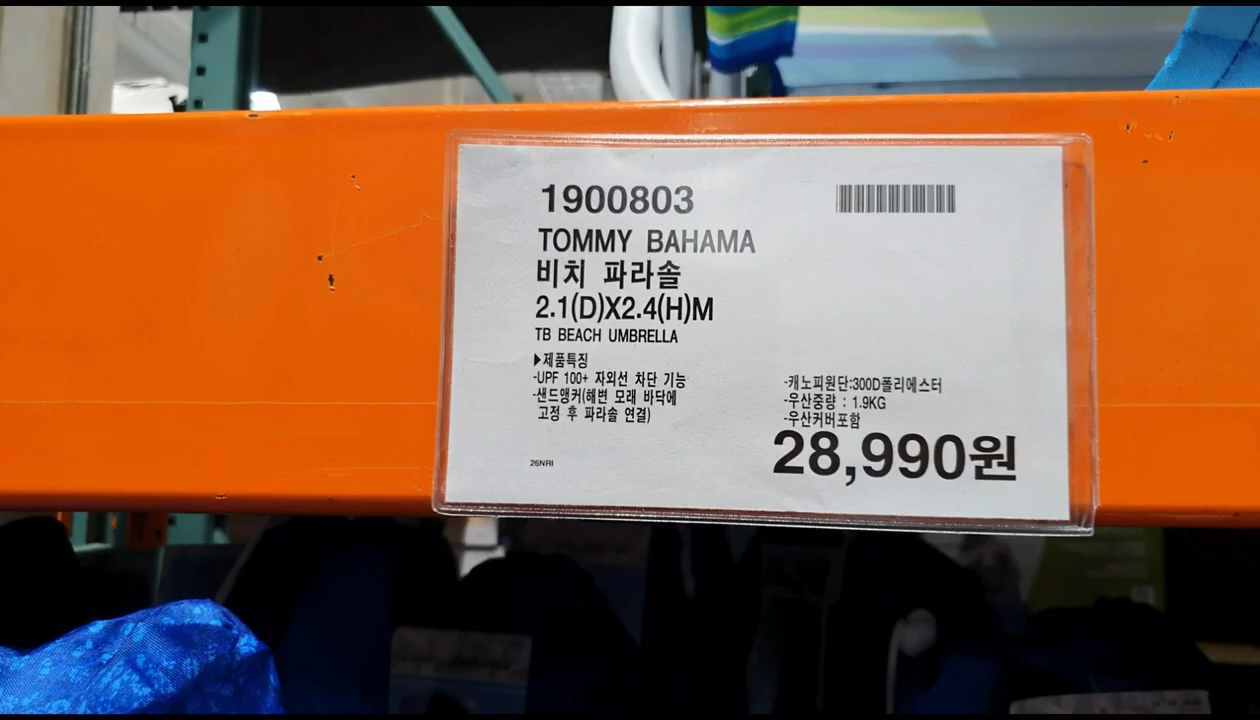 1900803
TOMMY BAHAMA
비치 파라솔
2.1(D)X2.4(H)M
TB BEACH UMBRELLA
▶제품특징
-UPF 100+ 자외선 차단 기능
-샌드앵커(해변 모래 바닥에
고정 후 파라솔 연결)
-캐노피원단:300D폴리에스터
-우산중량 : 1.9KG
-우산커버포함
28,990원
26NRI